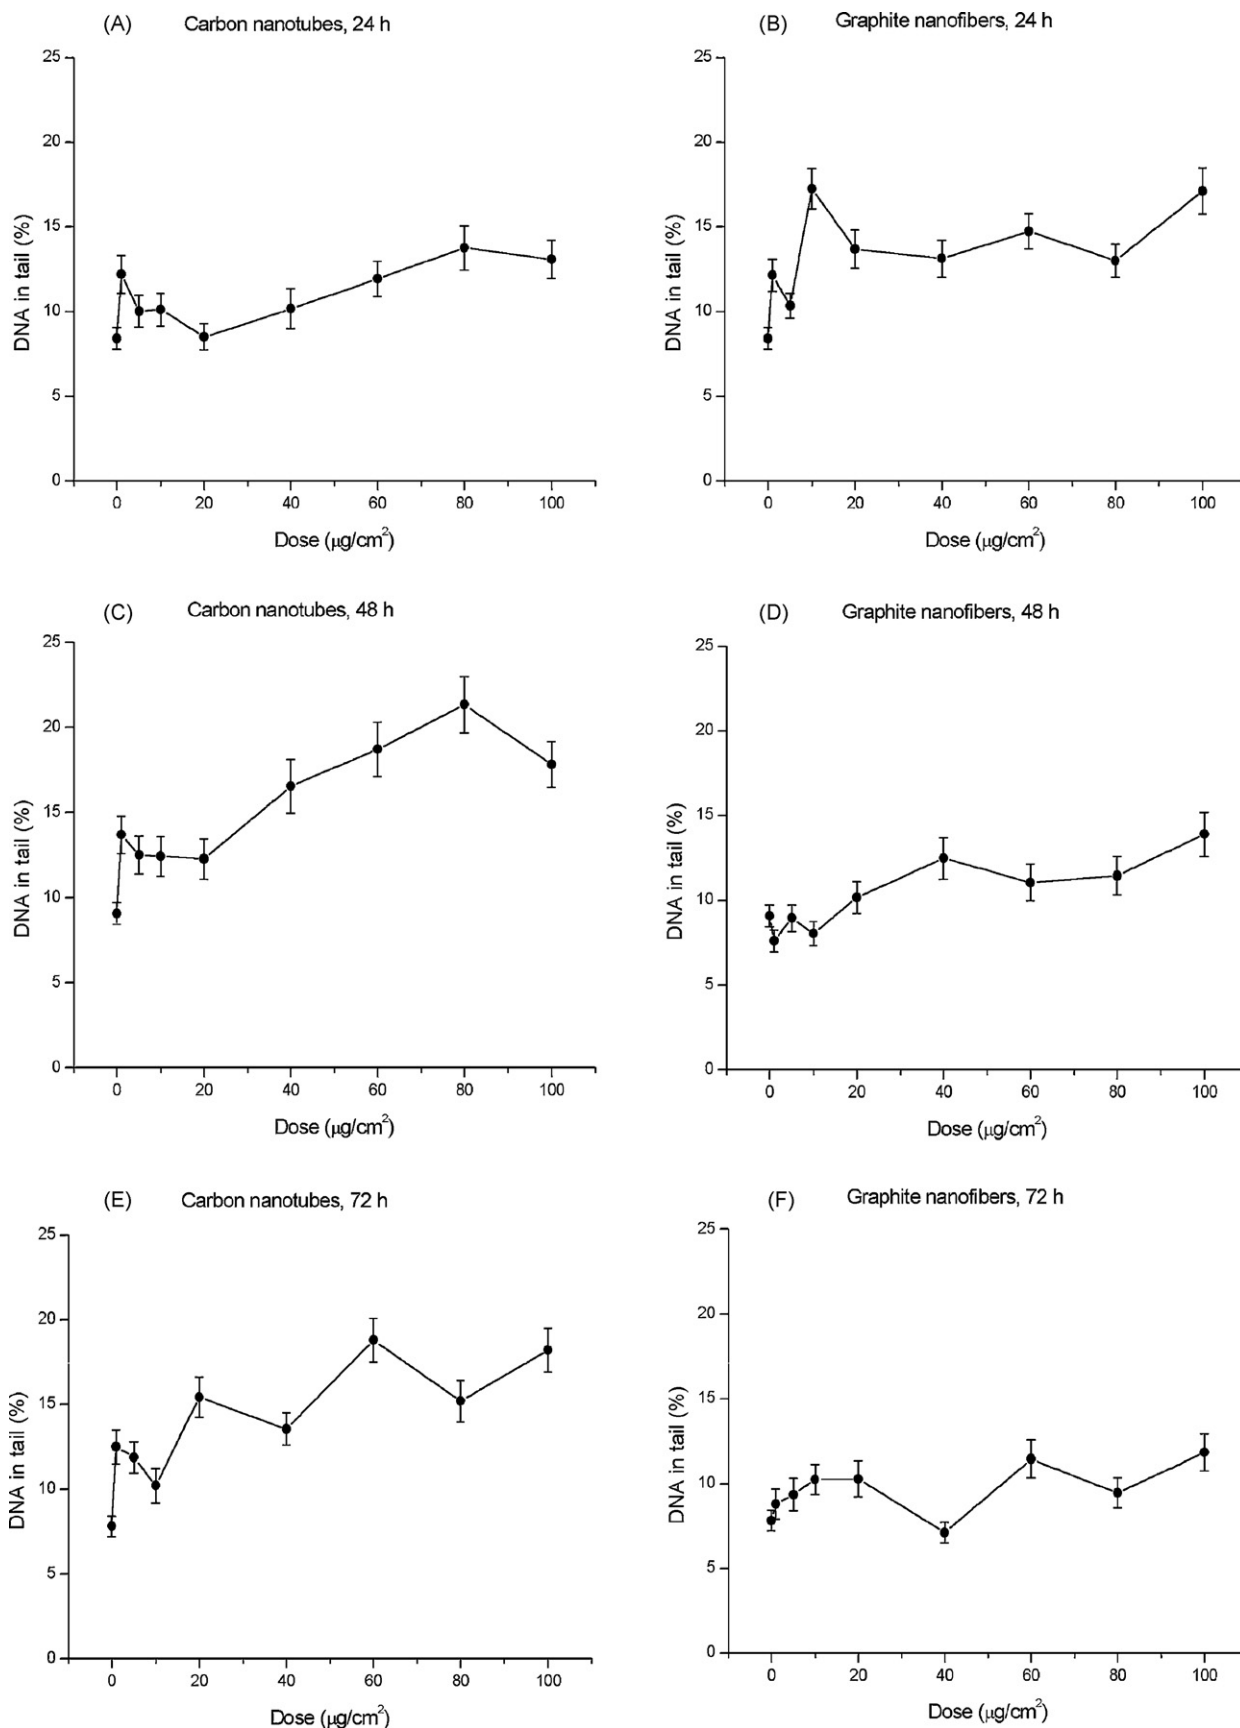 (A) Carbon nanotubes, 24 h
25
20
15
10
5
0
DNA in tail (%)
0 20 40 60 80 100
Dose (μg/cm²)
(B) Graphite nanofibers, 24 h
25
20
15
10
5
0
DNA in tail (%)
0 20 40 60 80 100
Dose (μg/cm²)
(C) Carbon nanotubes, 48 h
25
20
15
10
5
0
DNA in tail (%)
0 20 40 60 80 100
Dose (μg/cm²)
(D) Graphite nanofibers, 48 h
25
20
15
10
5
0
DNA in tail (%)
0 20 40 60 80 100
Dose (μg/cm²)
(E) Carbon nanotubes, 72 h
25
20
15
10
5
0
DNA in tail (%)
0 20 40 60 80 100
Dose (μg/cm²)
(F) Graphite nanofibers, 72 h
25
20
15
10
5
0
DNA in tail (%)
0 20 40 60 80 100
Dose (μg/cm²)